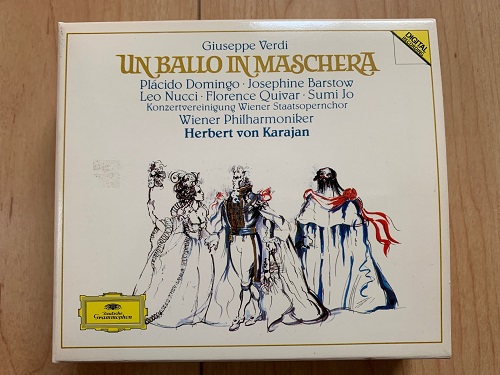 DIGITAL
RECORDING
Giuseppe Verdi
UN BALLO IN MASCHERA
Plácido Domingo · Josephine Barstow
Leo Nucci · Florence Quivar · Sumi Jo
Konzertvereinigung Wiener Staatsopernchor
Wiener Philharmoniker
Herbert von Karajan
Deutsche
Grammophon